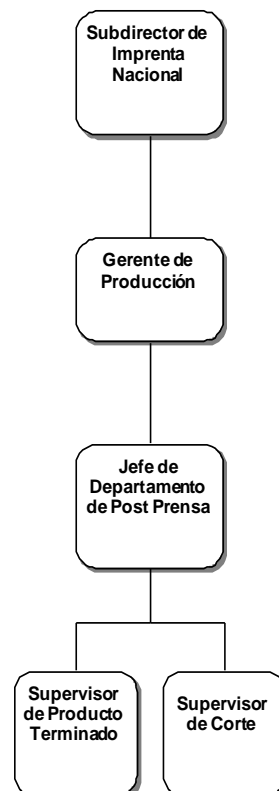 Subdirector de
Imprenta
Nacional
Gerente de
Producción
Jefe de
Departamento
de Post Prensa
Supervisor
de Producto
Terminado
Supervisor
de Corte